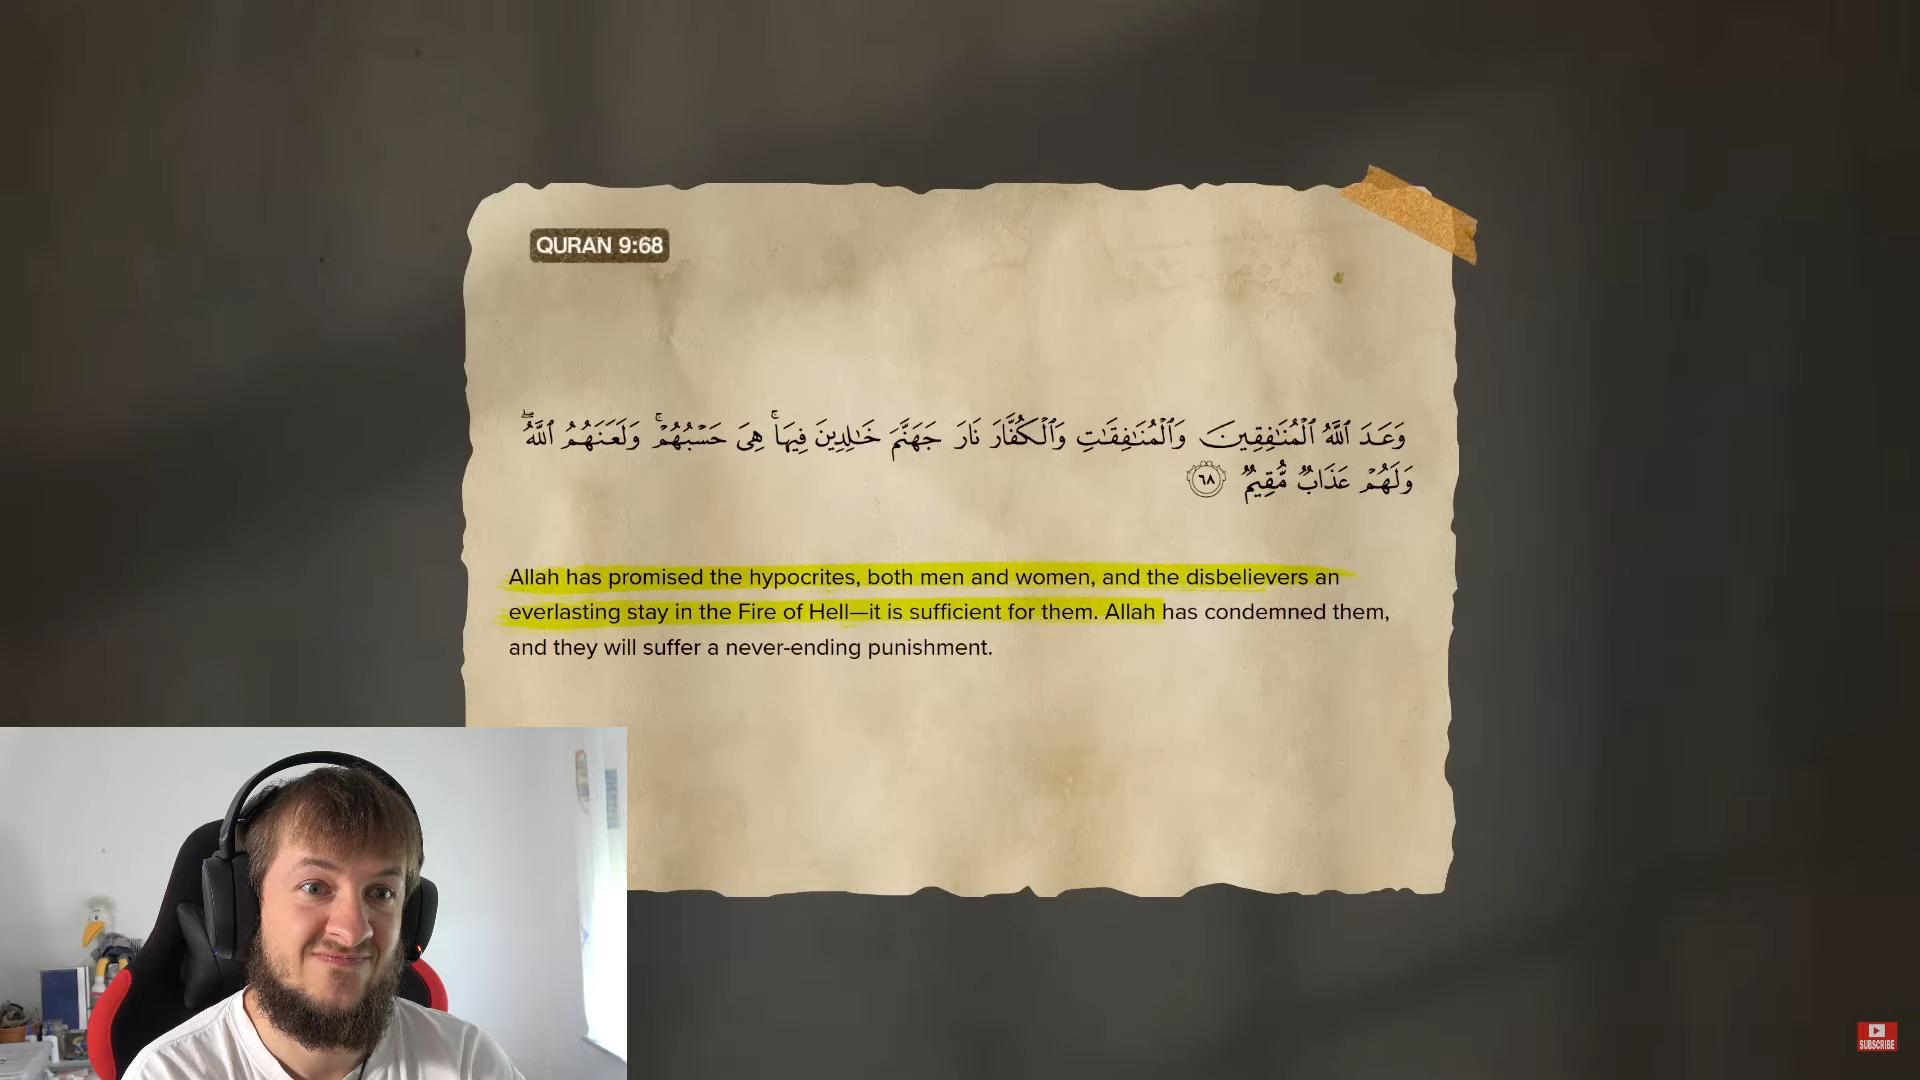 QURAN 9:68
وَعَدَ ٱللَّهُ ٱلْمُنَـٰفِقِينَ وَٱلْمُنَـٰفِقَـٰتِ وَٱلْكُفَّارَ نَارَ جَهَنَّمَ خَـٰلِدِينَ فِيهَا ۚ هِىَ حَسْبُهُمْ ۚ وَلَعَنَهُمُ ٱللَّهُ ۖ
وَلَهُمْ عَذَابٌ مُّقِيمٌ ٦٨
Allah has promised the hypocrites, both men and women, and the disbelievers an
everlasting stay in the Fire of Hell—it is sufficient for them. Allah has condemned them,
and they will suffer a never-ending punishment.
SUBSCRIBE